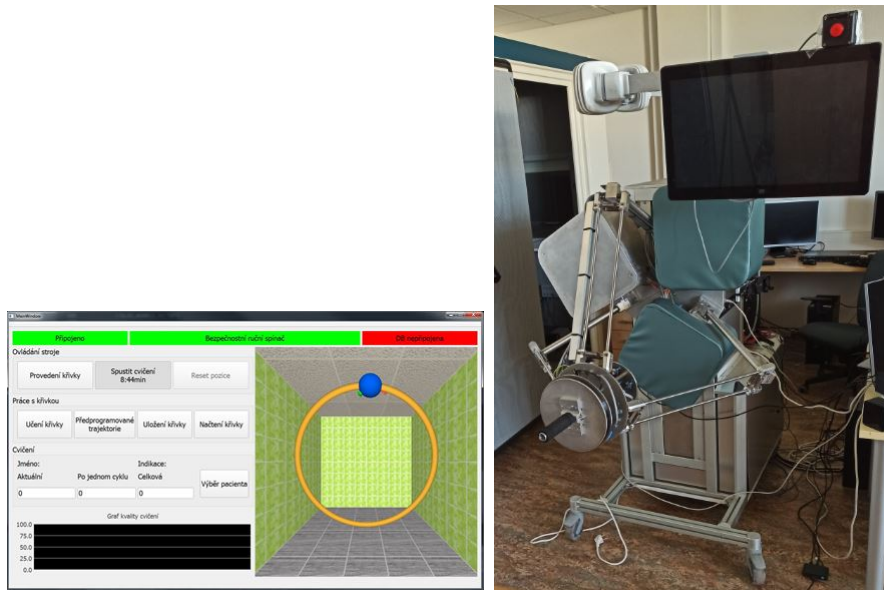 MainWindow
Připojeno
Bezpečnostní ruční spínač
DB nepřipojena
Ovládání stroje
Provedení křivky
Spustit cvičení
8:44min
Reset pozice
Práce s křivkou
Učení křivky
Předprogramované
trajektorie
Uložení křivky
Načtení křivky
Cvičení
Jméno:
Indikace:
Aktuální
Po jednom cyklu
Celková
Výběr pacienta
0
0
0
Graf kvality cvičení
100.0
75.0
50.0
25.0
0.0